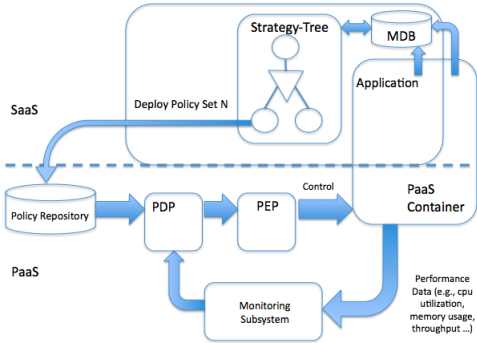 Strategy-Tree
MDB
Application
SaaS
Deploy Policy Set N
Policy Repository
PDP
PEP
Control
PaaS
Container
PaaS
Monitoring
Subsystem
Performance
Data (e.g., cpu
utilization,
memory usage,
throughput ...)